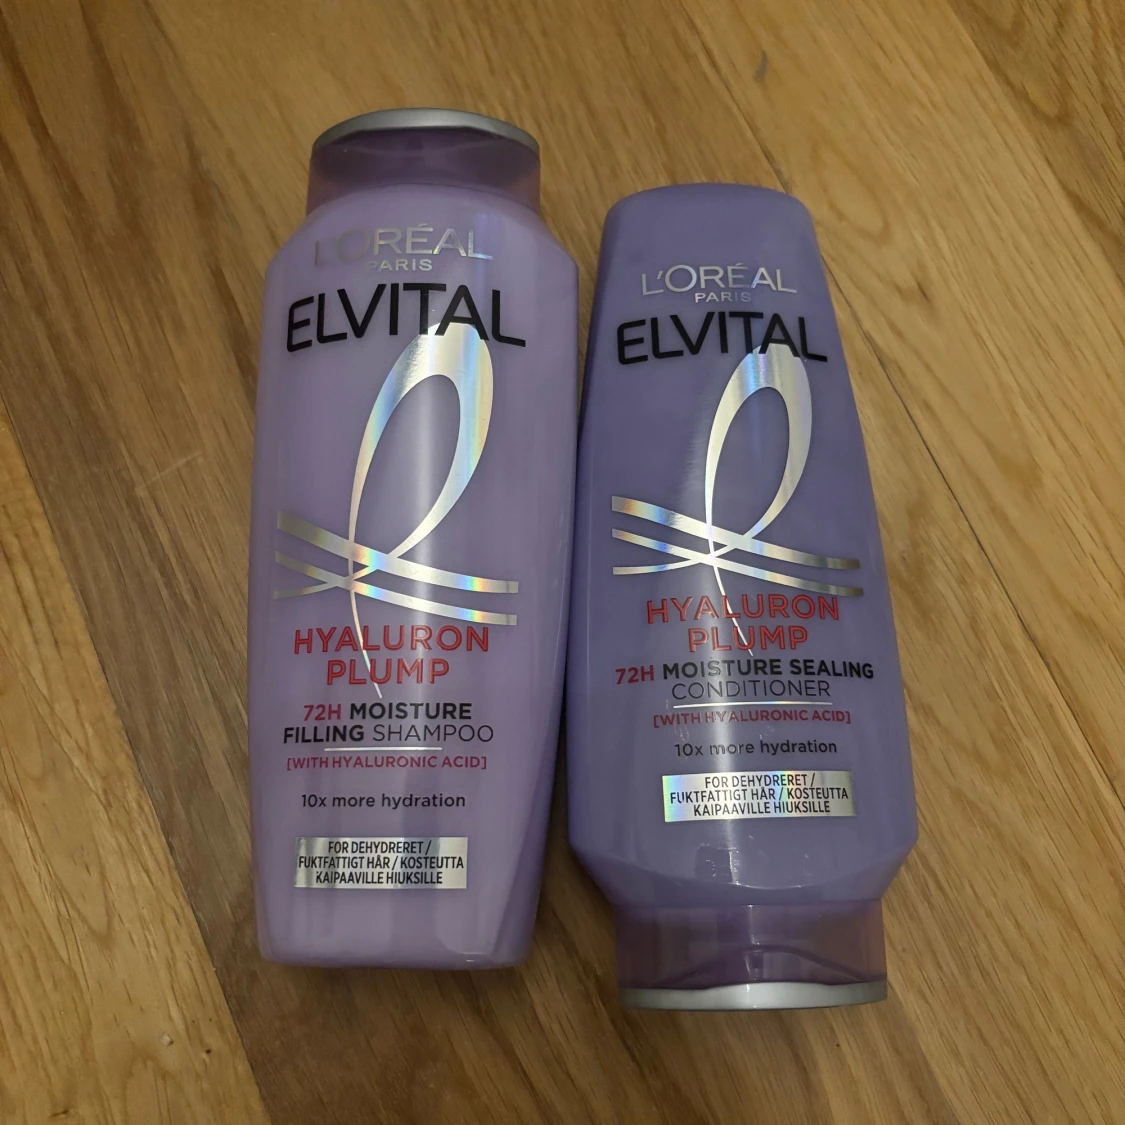 L'ORÉAL
PARIS
ELVITAL
HYALURON
PLUMP
72H MOISTURE
FILLING SHAMPOO
[WITH HYALURONIC ACID]
10x more hydration
FOR DEHYDRERET /
FUKTFATTIGT HÅR / KOSTEUTTA
KAIPAAVILLE HIUKSILLE
L'ORÉAL
PARIS
ELVITAL
HYALURON
PLUMP
72H MOISTURE SEALING
CONDITIONER
[WITH HYALURONIC ACID]
10x more hydration
FOR DEHYDRERET /
FUKTFATTIGT HÅR / KOSTEUTTA
KAIPAAVILLE HIUKSILLE